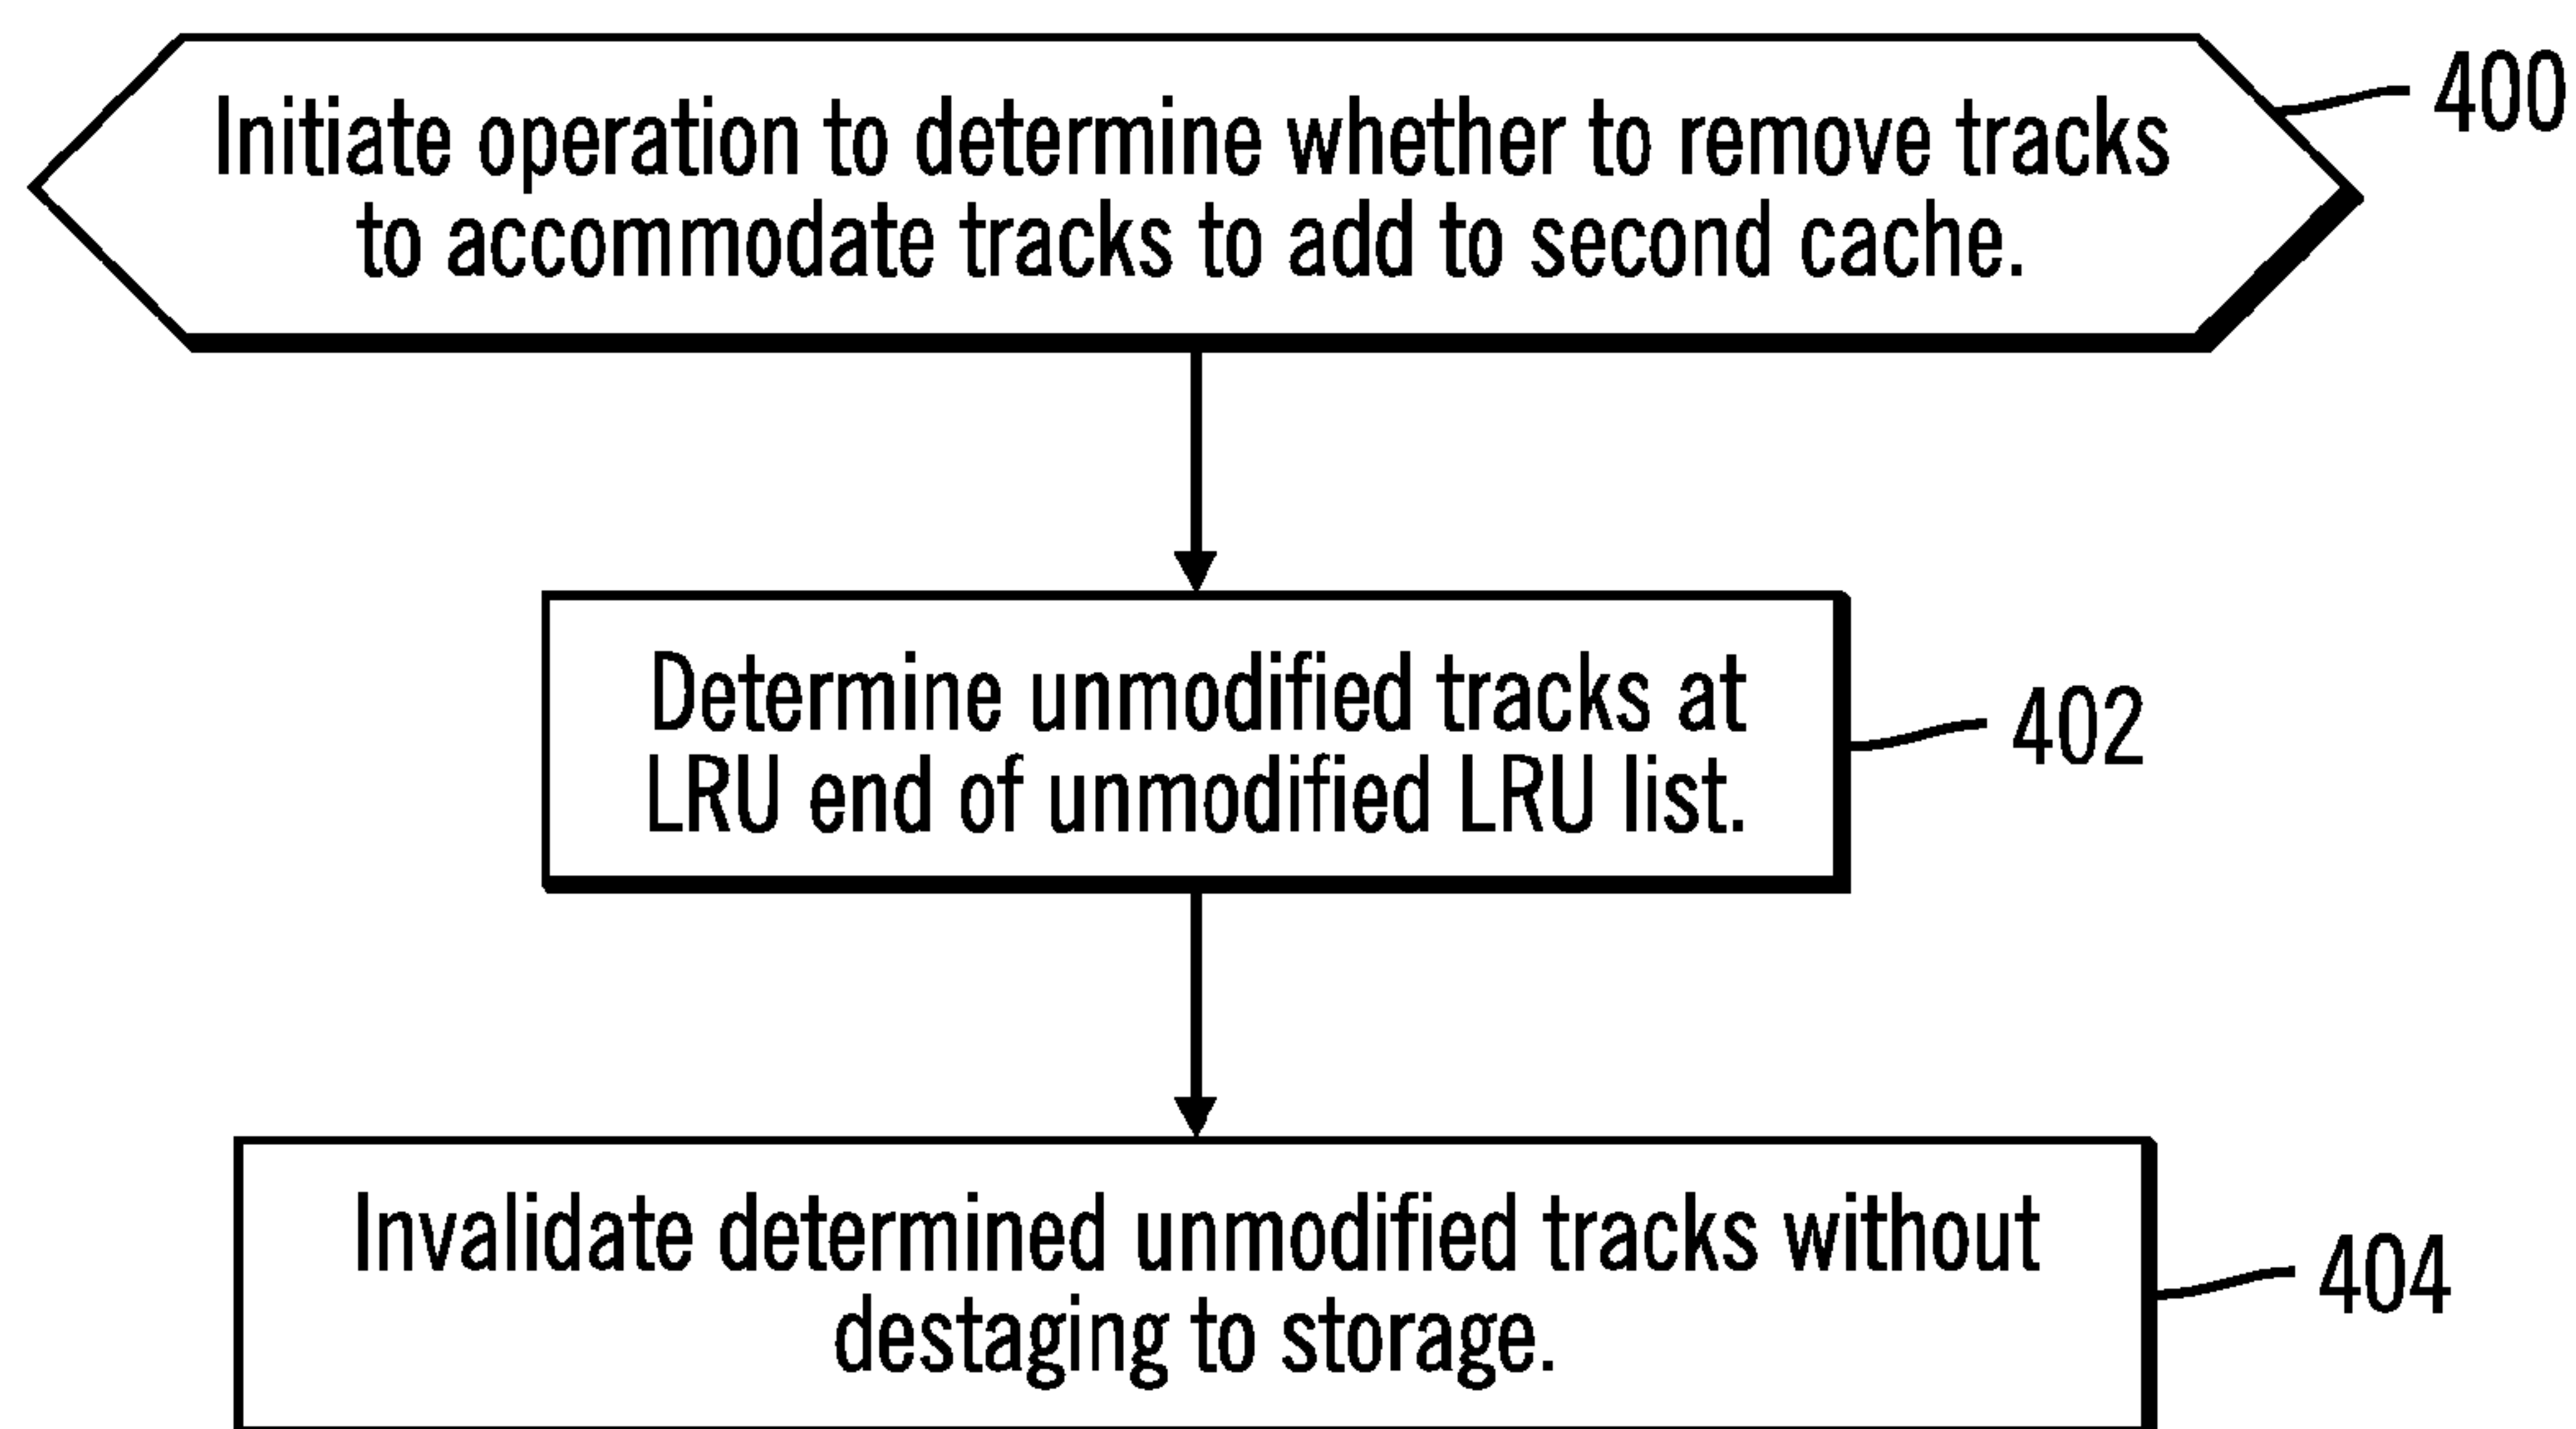 Initiate operation to determine whether to remove tracks
to accommodate tracks to add to second cache.
400
Determine unmodified tracks at
LRU end of unmodified LRU list.
402
Invalidate determined unmodified tracks without
destaging to storage.
404